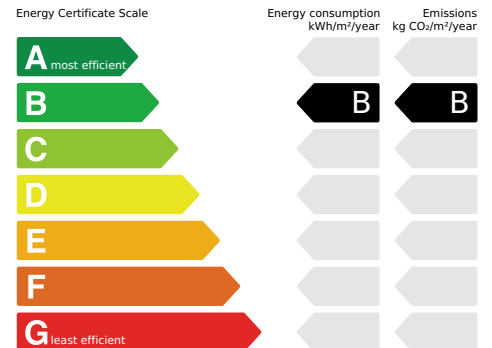 Energy Certificate Scale
Energy consumption
kWh/m²/year
Emissions
kg CO₂/m²/year
A most efficient
B
B
B
C
D
E
F
G least efficient